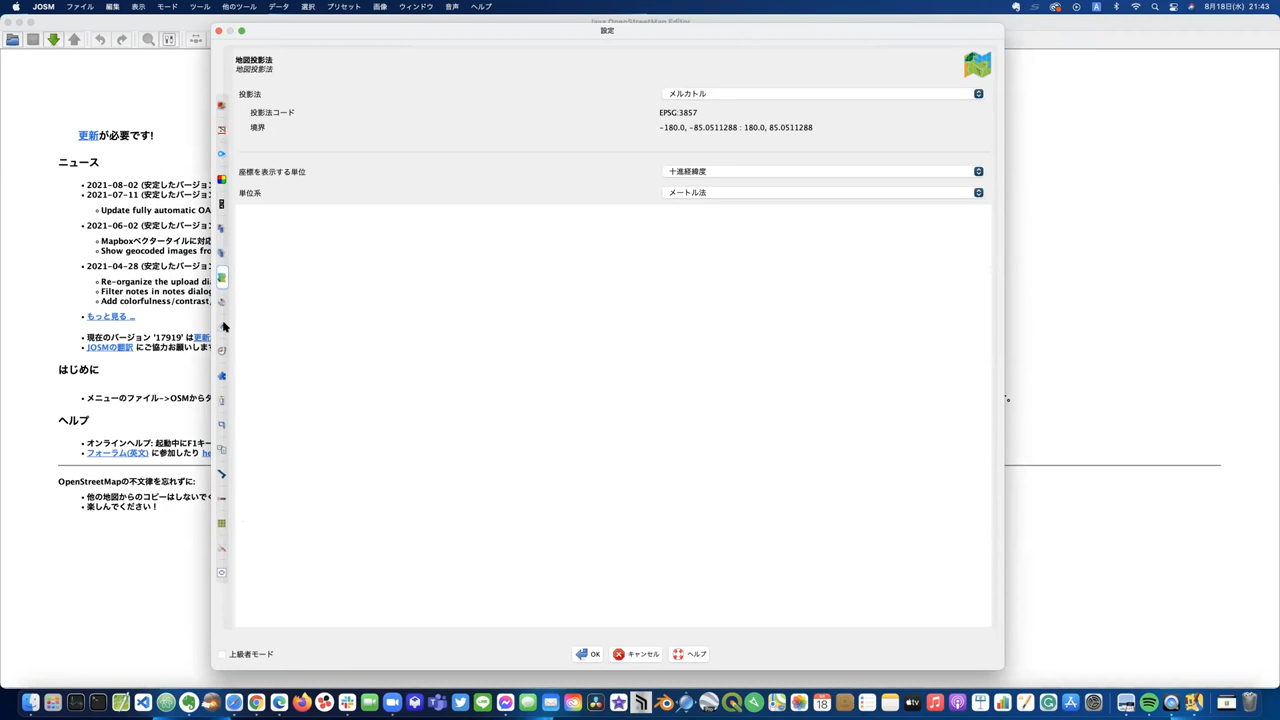 JOSM ファイル 編集 表示 モード ツール 他のツール データ 選択 プリセット 画像 ウィンドウ 音声 ヘルプ
8月18日(水) 21:43
Java OpenStreetMap Editor
設定
地図投影法
地図投影法
投影法
メルカトル
投影法コード
EPSG:3857
境界
-180.0, -85.0511288 : 180.0, 85.0511288
座標を表示する単位
十進経緯度
単位系
メートル法
更新が必要です!
ニュース
• 2021-08-02 (安定したバージョン
• 2021-07-11 (安定したバージョン
Update fully automatic OA
• 2021-06-02 (安定したバージョン
Mapboxベクタータイルに対応
Show geocoded images fro
• 2021-04-28 (安定したバージョン
Re-organize the upload di
Filter notes in notes dialog
Add colorfulness/contrast,
• もっと見る ...
• 現在のバージョン '17919' は更新
• JOSMの翻訳 にご協力お願いします
はじめに
• メニューのファイル->OSMから
ヘルプ
• オンラインヘルプ: 起動中にF1キー
• フォーラム(英文) に参加したり he
OpenStreetMapの不文律を忘れずに:
• 他の地図からのコピーはしないで
• 楽しんでください！
上級者モード
OK
キャンセル
ヘルプ